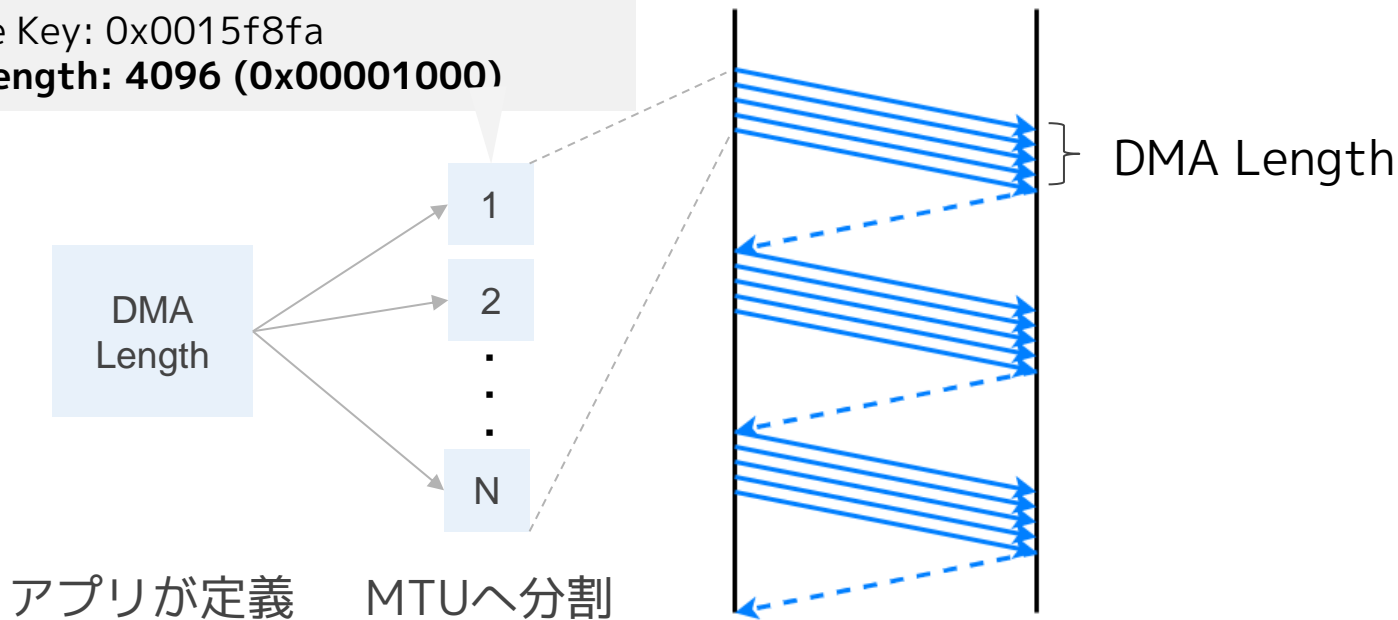 e Key: 0x0015f8fa
ength: 4096 (0x00001000)
DMA Length
1
2
DMA
Length
.
.
.
N
アプリが定義
MTUへ分割